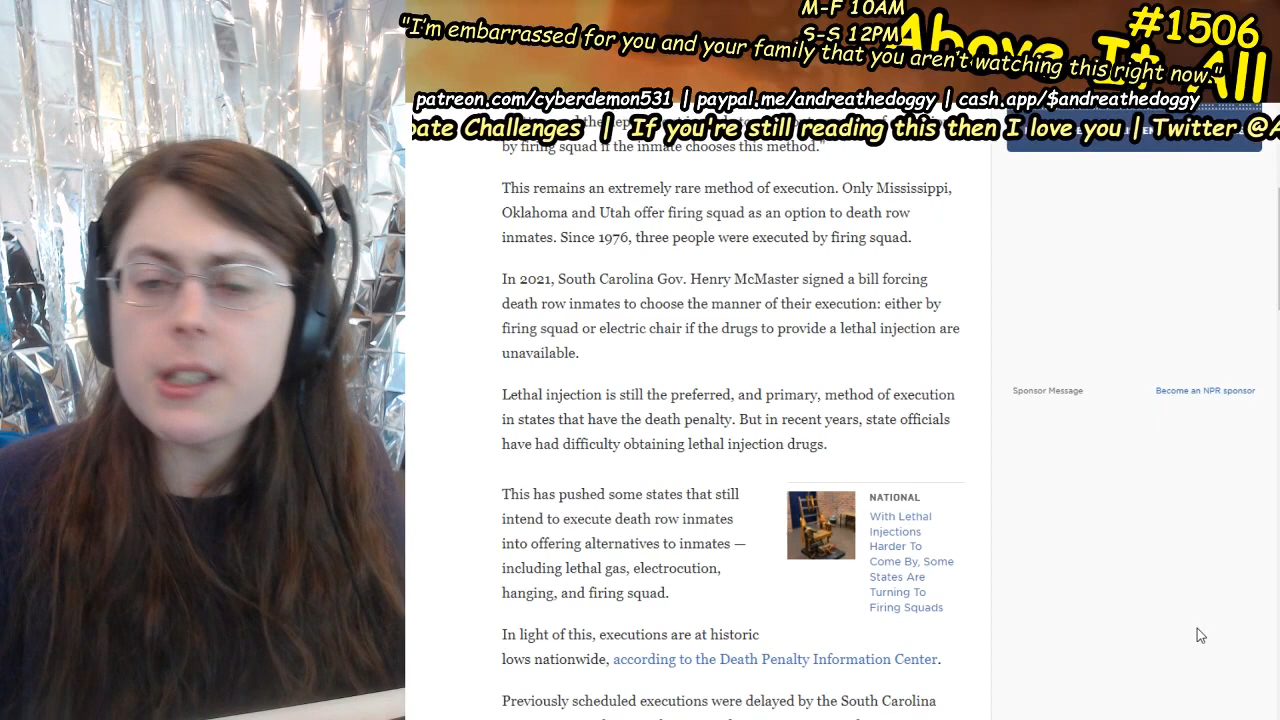 M-F 10AM
S-S 12PM
#1506
Above It All
"I'm embarrassed for you and your family that you aren't watching this right now."
patreon.com/cyberdemon531 | paypal.me/andreathedoggy | cash.app/$andreathedoggy
bate Challenges | If you're still reading this then I love you | Twitter @A
by firing squad if the inmate chooses this method."
This remains an extremely rare method of execution. Only Mississippi,
Oklahoma and Utah offer firing squad as an option to death row
inmates. Since 1976, three people were executed by firing squad.
In 2021, South Carolina Gov. Henry McMaster signed a bill forcing
death row inmates to choose the manner of their execution: either by
firing squad or electric chair if the drugs to provide a lethal injection are
unavailable.
Lethal injection is still the preferred, and primary, method of execution
in states that have the death penalty. But in recent years, state officials
have had difficulty obtaining lethal injection drugs.
This has pushed some states that still
intend to execute death row inmates
into offering alternatives to inmates —
including lethal gas, electrocution,
hanging, and firing squad.
NATIONAL
With Lethal
Injections
Harder To
Come By, Some
States Are
Turning To
Firing Squads
In light of this, executions are at historic
lows nationwide, according to the Death Penalty Information Center.
Previously scheduled executions were delayed by the South Carolina
Sponsor Message
Become an NPR sponsor